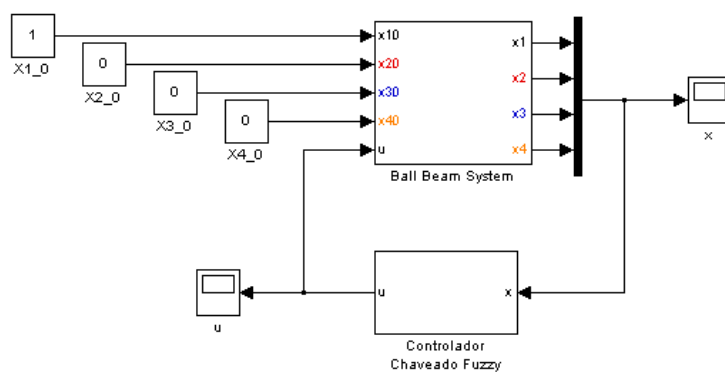 1
X1_0
0
X2_0
0
X3_0
0
X4_0
x10
x20
x30
x40
u
x1
x2
x3
x4
Ball Beam System
x
u
u
x
Controlador
Chaveado Fuzzy